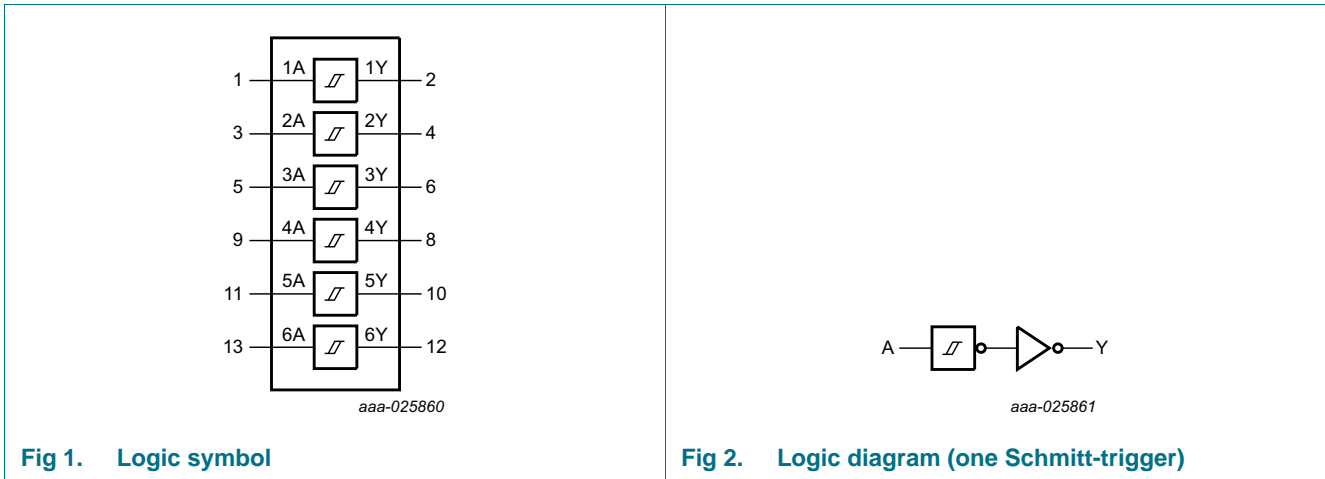 1 1A 1Y 2
3 2A 2Y 4
5 3A 3Y 6
9 4A 4Y 8
11 5A 5Y 10
13 6A 6Y 12
aaa-025860
Fig 1. Logic symbol
A Y
aaa-025861
Fig 2. Logic diagram (one Schmitt-trigger)